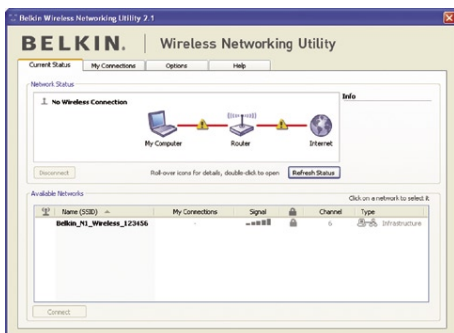 Belkin Wireless Networking Utility 2.1
BELKIN. Wireless Networking Utility
Current Status My Connections Options Help
Network Status
No Wireless Connection
Info
My Computer Router Internet
Disconnect Roll-over icons for details, double-click to open Refresh Status
Available Networks
Click on a network to select it
Name (SSID) My Connections Signal Channel Type
Belkin_N1_Wireless_123456 - 6 Infrastructure
Connect